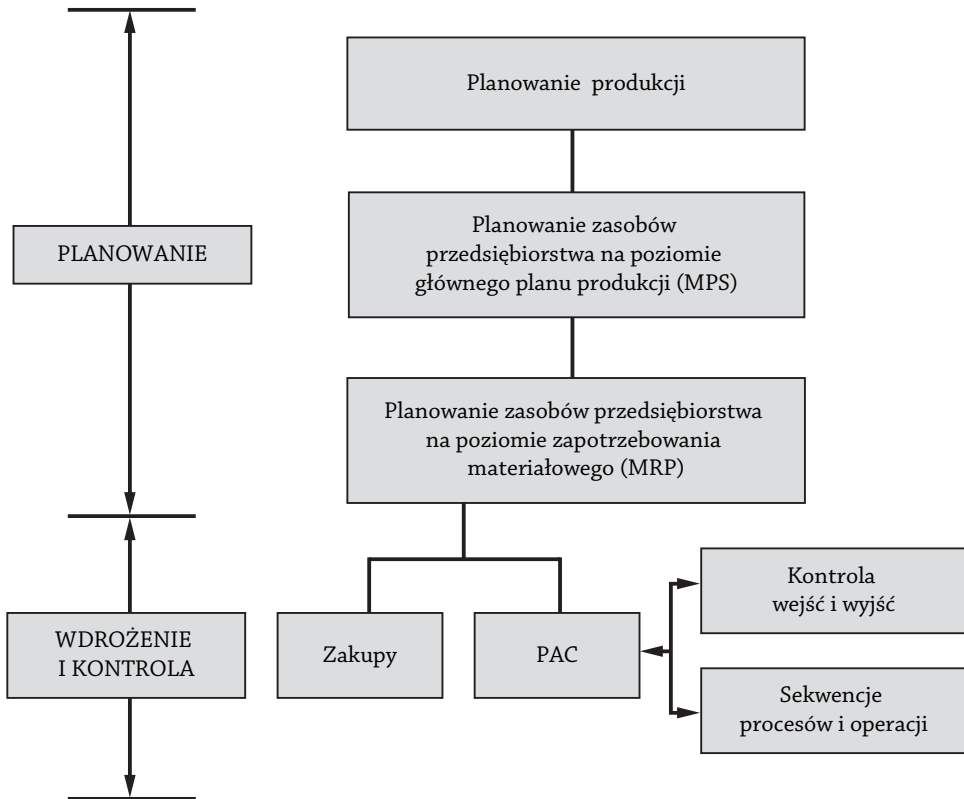 Planowanie produkcji
PLANOWANIE
Planowanie zasobów
przedsiębiorstwa na poziomie
głównego planu produkcji (MPS)
Planowanie zasobów przedsiębiorstwa
na poziomie zapotrzebowania
materiałowego (MRP)
WDROŻENIE
I KONTROLA
Zakupy
PAC
Kontrola
wejść i wyjść
Sekwencje
procesów i operacji